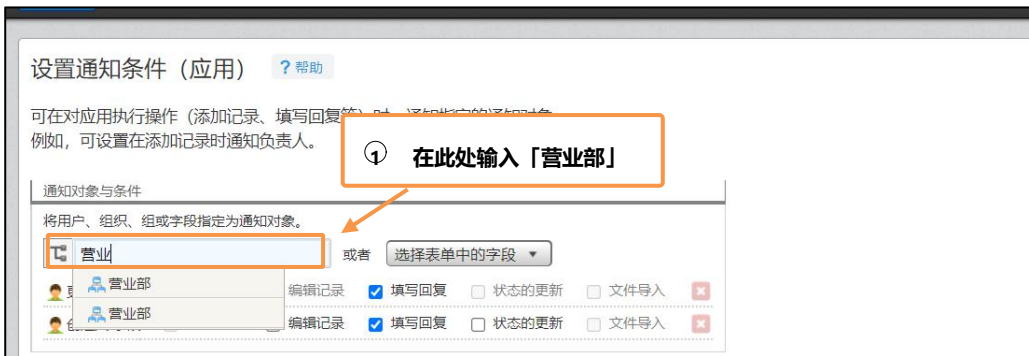 设置通知条件（应用） ?帮助
可在对应用执行操作（添加记录、填写回复等）时，通知指定的通知对象。
例如，可设置在添加记录时通知负责人。
① 在此处输入「营业部」
通知对象与条件
将用户、组织、组或字段指定为通知对象。
营业 或者 选择表单中的字段
营业部
编辑记录 填写回复 状态的更新 文件导入
营业部
编辑记录 填写回复 状态的更新 文件导入